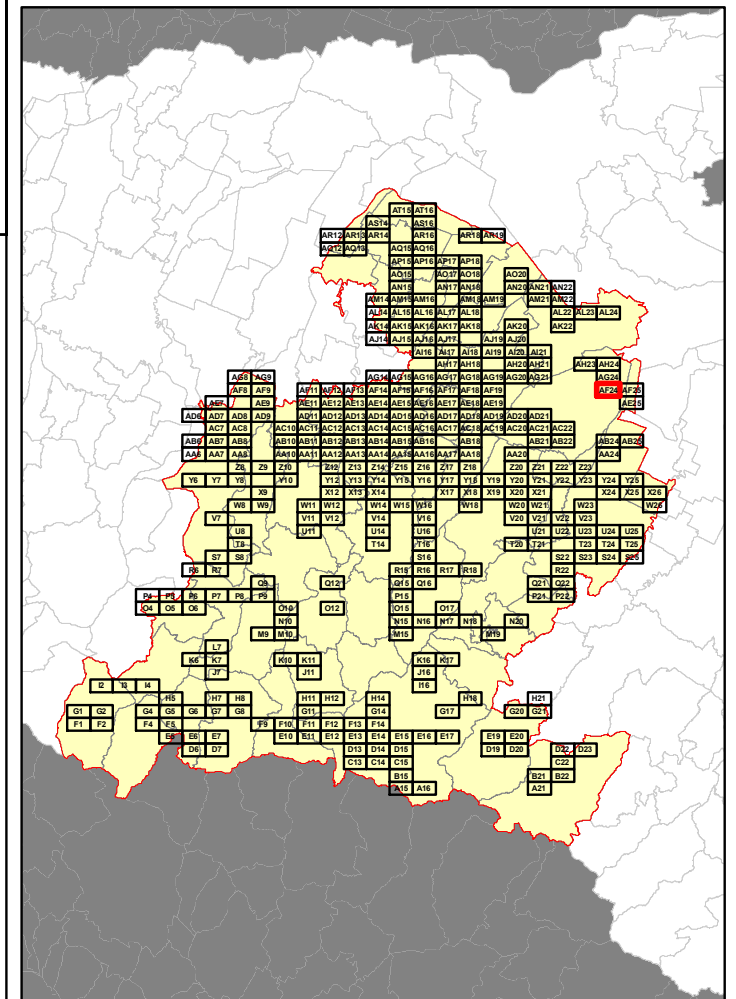 AT15 AT16
AS14 AS16
AR12 AR13 AR14 AR16 AR18 AR19
AQ12 AQ13 AQ15 AQ16
AP15 AP16 AP17 AP18
AO15 AO17 AO18 AO20
AN15 AN17 AN18 AN20 AN21 AN22
AM14 AM15 AM16 AM18 AM19 AM21 AM22
AL14 AL15 AL16 AL17 AL18 AL22 AL23 AL24
AK14 AK15 AK16 AK17 AK18 AK20 AK22
AJ14 AJ15 AJ16 AJ17 AJ19 AJ20
AI16 AI17 AI18 AI19 AI20 AI21
AH17 AH18 AH20 AH21 AH23 AH24
AG8 AG9 AG14 AG15 AG16 AG17 AG18 AG19 AG20 AG21 AG24
AF8 AF9 AF11 AF12 AF13 AF14 AF15 AF16 AF17 AF18 AF19 AF24 AF25
AE7 AE9 AE11 AE12 AE13 AE14 AE15 AE16 AE17 AE18 AE19 AE25
AD6 AD7 AD8 AD9 AD11 AD12 AD13 AD14 AD15 AD16 AD17 AD18 AD19 AD20 AD21
AC7 AC8 AC10 AC11 AC12 AC13 AC14 AC15 AC16 AC17 AC18 AC19 AC20 AC21 AC22
AB6 AB7 AB8 AB10 AB11 AB12 AB13 AB14 AB15 AB16 AB18 AB21 AB22 AB24 AB25
AA6 AA7 AA8 AA10 AA11 AA12 AA13 AA14 AA15 AA16 AA17 AA18 AA20 AA24
Z8 Z9 Z10 Z12 Z13 Z14 Z15 Z16 Z17 Z18 Z20 Z21 Z22 Z23
Y6 Y7 Y8 Y10 Y12 Y13 Y14 Y15 Y16 Y17 Y18 Y19 Y20 Y21 Y22 Y23 Y24 Y25
X9 X12 X13 X14 X17 X18 X19 X20 X21 X24 X25 X26
W8 W9 W11 W12 W14 W15 W16 W18 W20 W21 W23 W26
V7 V11 V12 V14 V16 V20 V21 V22 V23
U8 U11 U14 U16 U21 U22 U23 U24 U25
T8 T14 T16 T20 T21 T23 T24 T25
S7 S8 S16 S22 S23 S24 S25
R6 R7 R15 R16 R17 R18 R22
Q9 Q12 Q15 Q16 Q21 Q22
P4 P5 P6 P7 P8 P9 P15 P21 P22
O4 O5 O6 O10 O12 O15 O17
N10 N15 N16 N17 N18 N20
M9 M10 M15 M19
L7
K6 K7 K10 K11 K16 K17
J7 J11 J16
I2 I3 I4 I16
H5 H7 H8 H11 H12 H14 H18 H21
G1 G2 G4 G5 G6 G7 G8 G11 G17 G20 G21
F1 F2 F4 F5 F9 F10 F11 F12 F13 F14
E5 E6 E7 E10 E11 E12 E13 E14 E15 E16 E17 E19 E20
D6 D7 D13 D14 D15 D19 D20 D22 D23
C13 C14 C15 C22
B15 B21 B22
A15 A16 A21